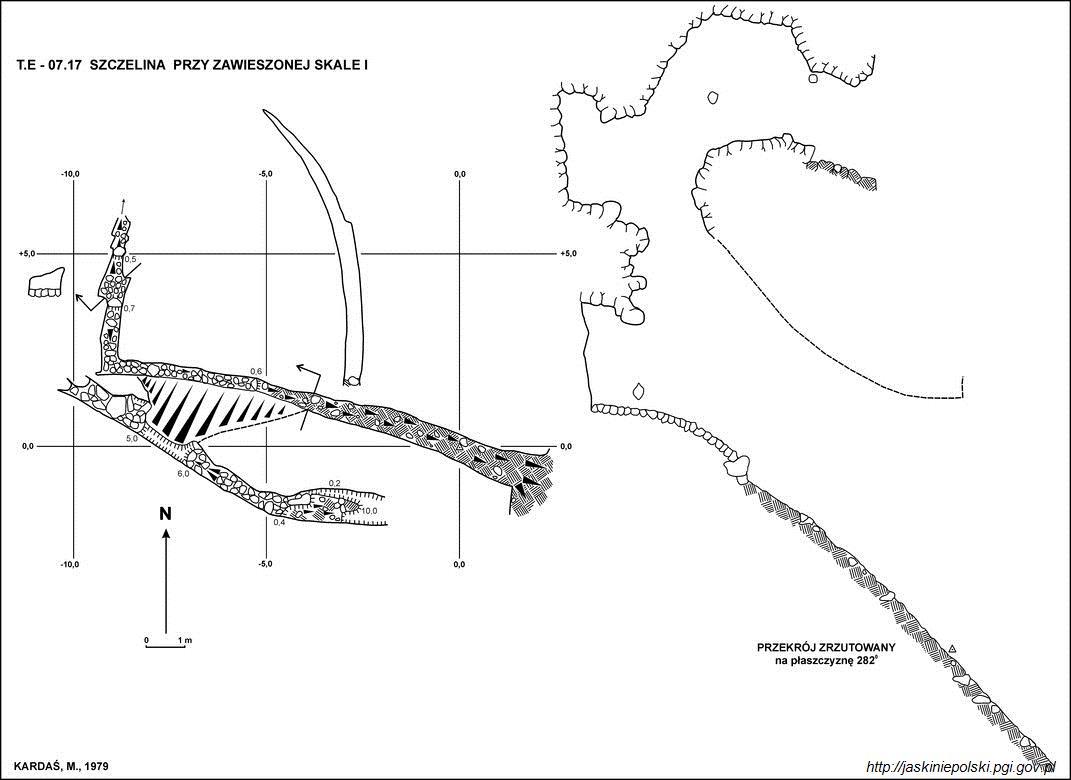 T.E - 07.17 SZCZELINA PRZY ZAWIESZONEJ SKALE I
-10,0
-5,0
0,0
+5,0
+5,0
0,5
0,7
0,6
0,0
0,0
5,0
6,0
0,2
10,0
0,4
N
-10,0
-5,0
0,0
0 1 m
PRZEKRÓJ ZRZUTOWANY
na płaszczyznę 282°
KARDAŚ, M., 1979
http://jaskiniepolski.pgi.gov.pl